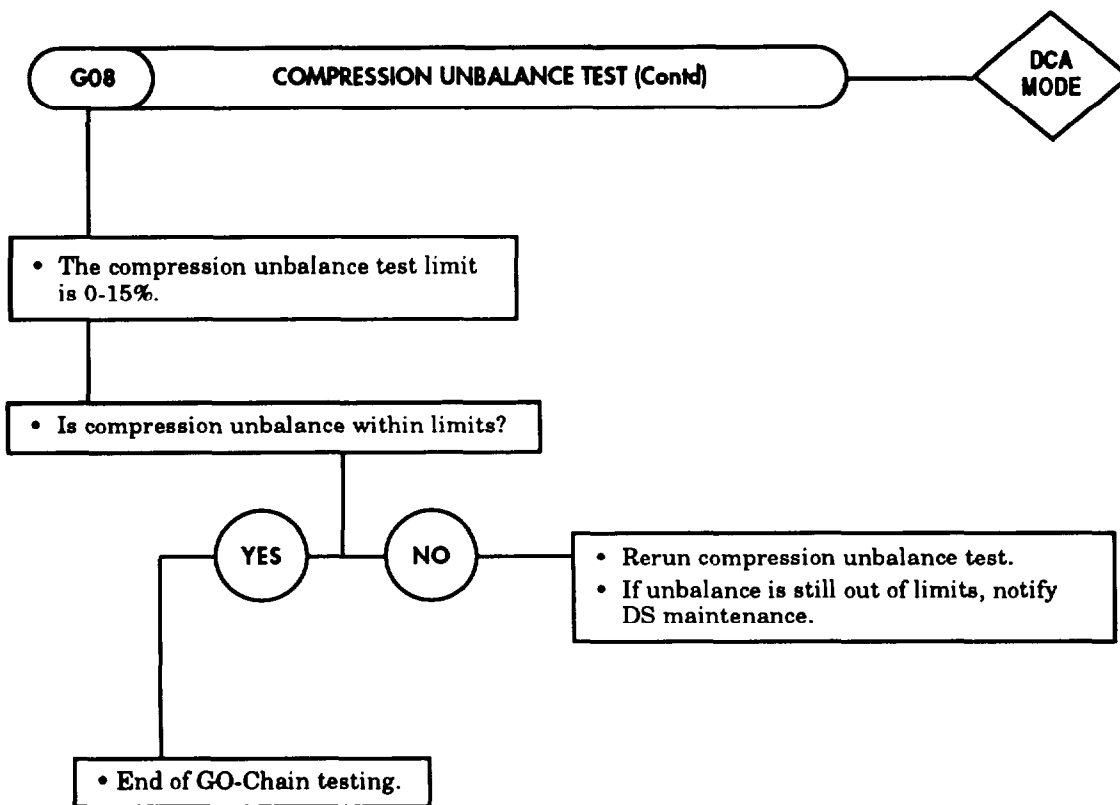 G08
COMPRESSION UNBALANCE TEST (Contd)
DCA
MODE
• The compression unbalance test limit
is 0-15%.
• Is compression unbalance within limits?
YES
NO
• Rerun compression unbalance test.
• If unbalance is still out of limits, notify
DS maintenance.
• End of GO-Chain testing.